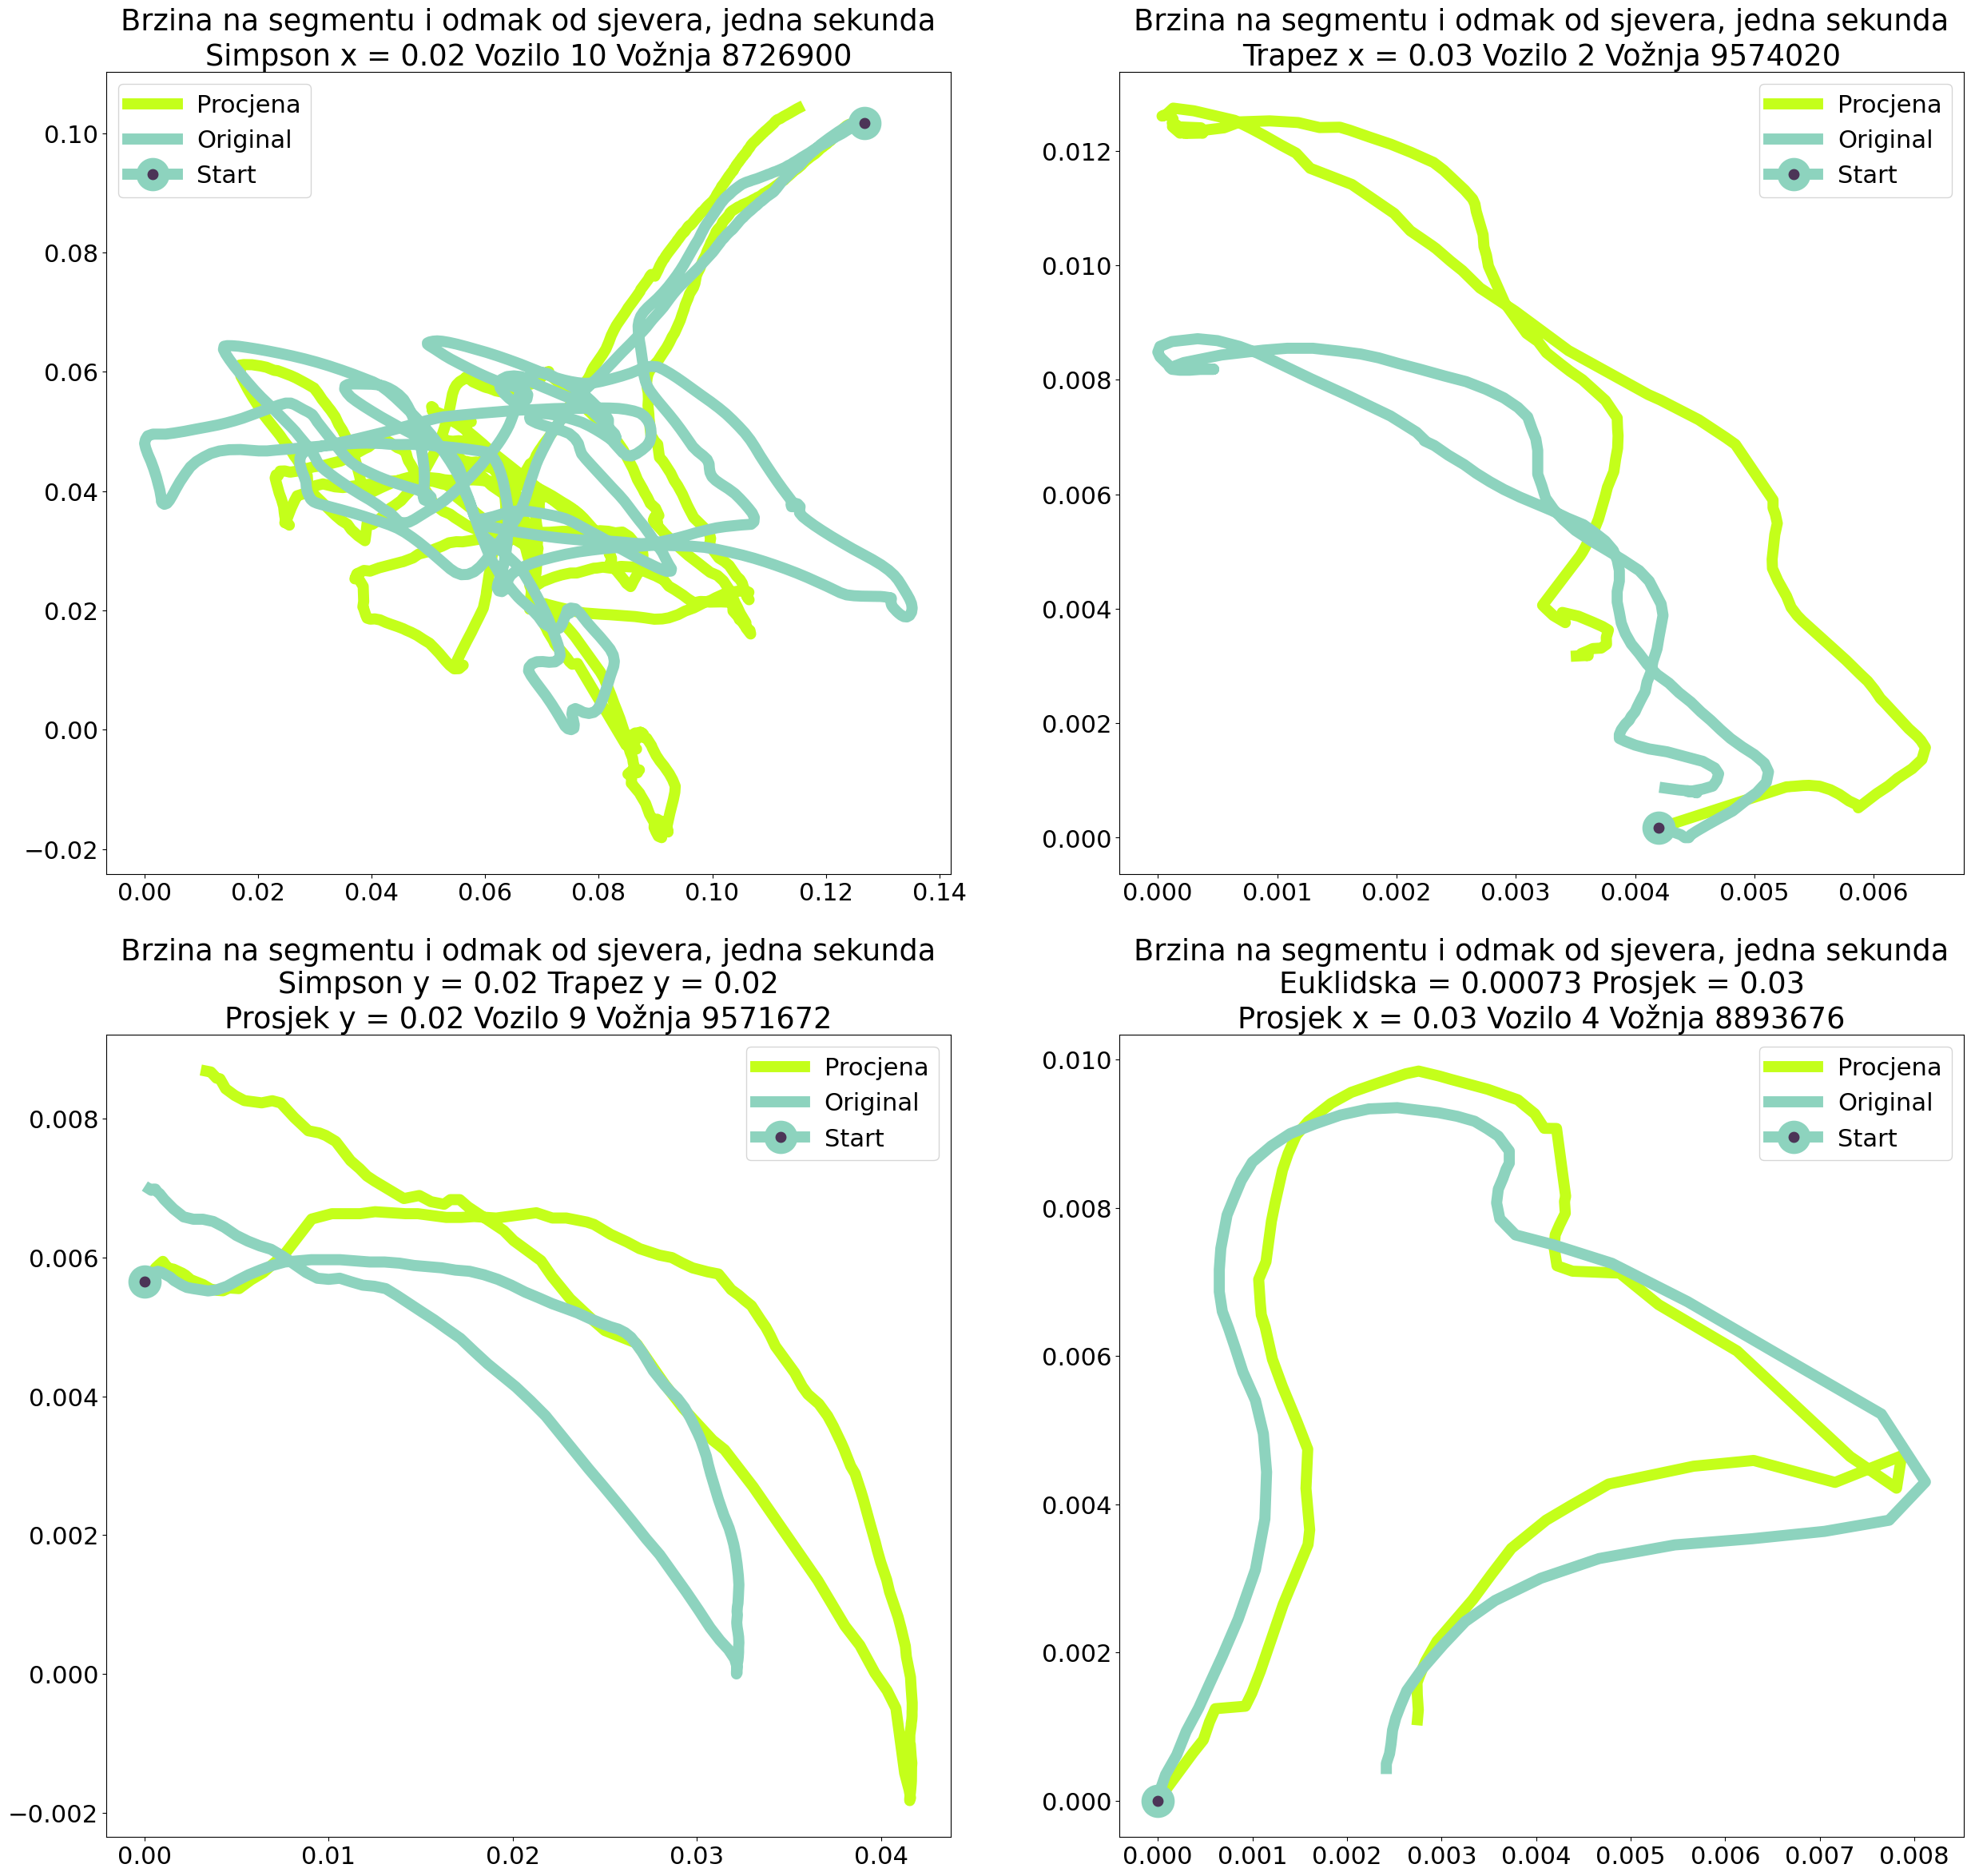 Brzina na segmentu i odmak od sjevera, jedna sekunda
Simpson x = 0.02 Vozilo 10 Vožnja 8726900
Procjena
Original
Start
0.10
0.08
0.06
0.04
0.02
0.00
−0.02
0.00 0.02 0.04 0.06 0.08 0.10 0.12 0.14
Brzina na segmentu i odmak od sjevera, jedna sekunda
Trapez x = 0.03 Vozilo 2 Vožnja 9574020
Procjena
Original
Start
0.012
0.010
0.008
0.006
0.004
0.002
0.000
0.000 0.001 0.002 0.003 0.004 0.005 0.006
Brzina na segmentu i odmak od sjevera, jedna sekunda
Simpson y = 0.02 Trapez y = 0.02
Prosjek y = 0.02 Vozilo 9 Vožnja 9571672
Procjena
Original
Start
0.008
0.006
0.004
0.002
0.000
−0.002
0.00 0.01 0.02 0.03 0.04
Brzina na segmentu i odmak od sjevera, jedna sekunda
Euklidska = 0.00073 Prosjek = 0.03
Prosjek x = 0.03 Vozilo 4 Vožnja 8893676
Procjena
Original
Start
0.010
0.008
0.006
0.004
0.002
0.000
0.000 0.001 0.002 0.003 0.004 0.005 0.006 0.007 0.008